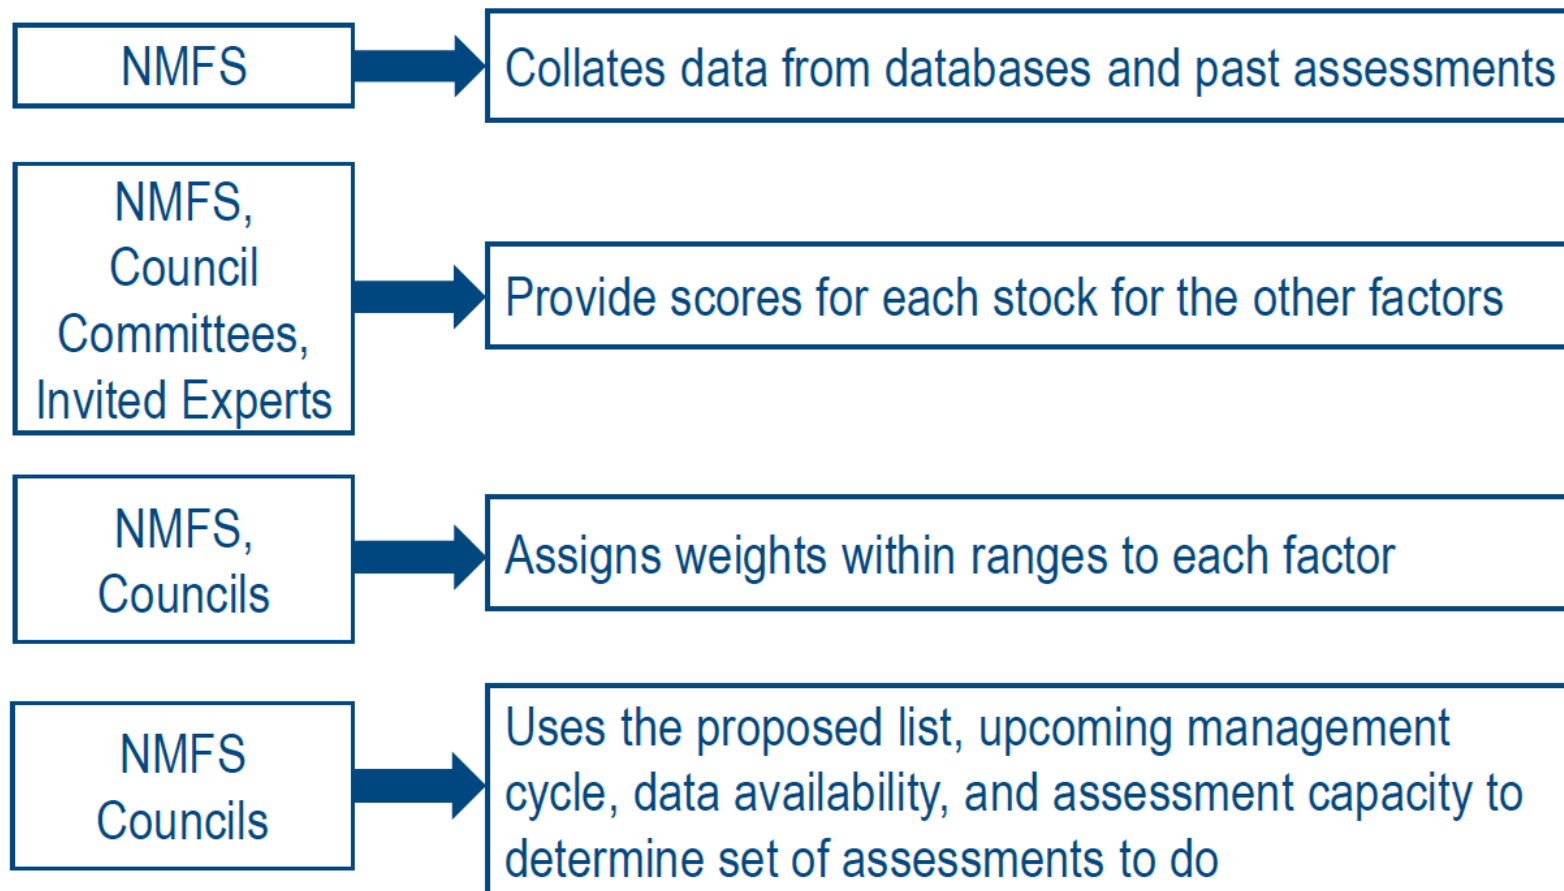 NMFS
Collates data from databases and past assessments
NMFS,
Council
Committees,
Invited Experts
Provide scores for each stock for the other factors
NMFS,
Councils
Assigns weights within ranges to each factor
NMFS
Councils
Uses the proposed list, upcoming management
cycle, data availability, and assessment capacity to
determine set of assessments to do